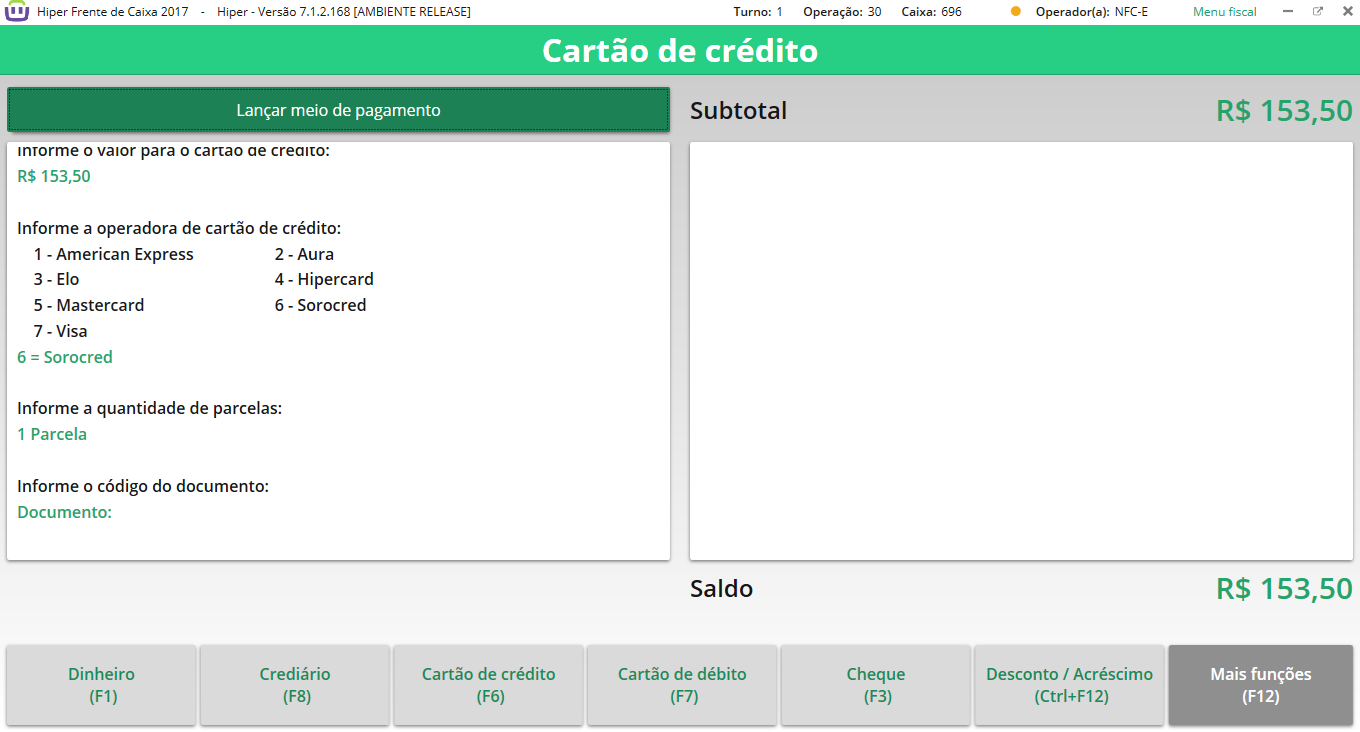 Hiper Frente de Caixa 2017 - Hiper - Versão 7.1.2.168 [AMBIENTE RELEASE] Turno: 1 Operação: 30 Caixa: 696 Operador(a): NFC-E Menu fiscal
Cartão de crédito
Lançar meio de pagamento
Subtotal R$ 153,50
Informe o valor para o cartão de crédito:
R$ 153,50
Informe a operadora de cartão de crédito:
1 - American Express 2 - Aura
3 - Elo 4 - Hipercard
5 - Mastercard 6 - Sorocred
7 - Visa
6 = Sorocred
Informe a quantidade de parcelas:
1 Parcela
Informe o código do documento:
Documento:
Saldo R$ 153,50
Dinheiro
(F1)
Crediário
(F8)
Cartão de crédito
(F6)
Cartão de débito
(F7)
Cheque
(F3)
Desconto / Acréscimo
(Ctrl+F12)
Mais funções
(F12)